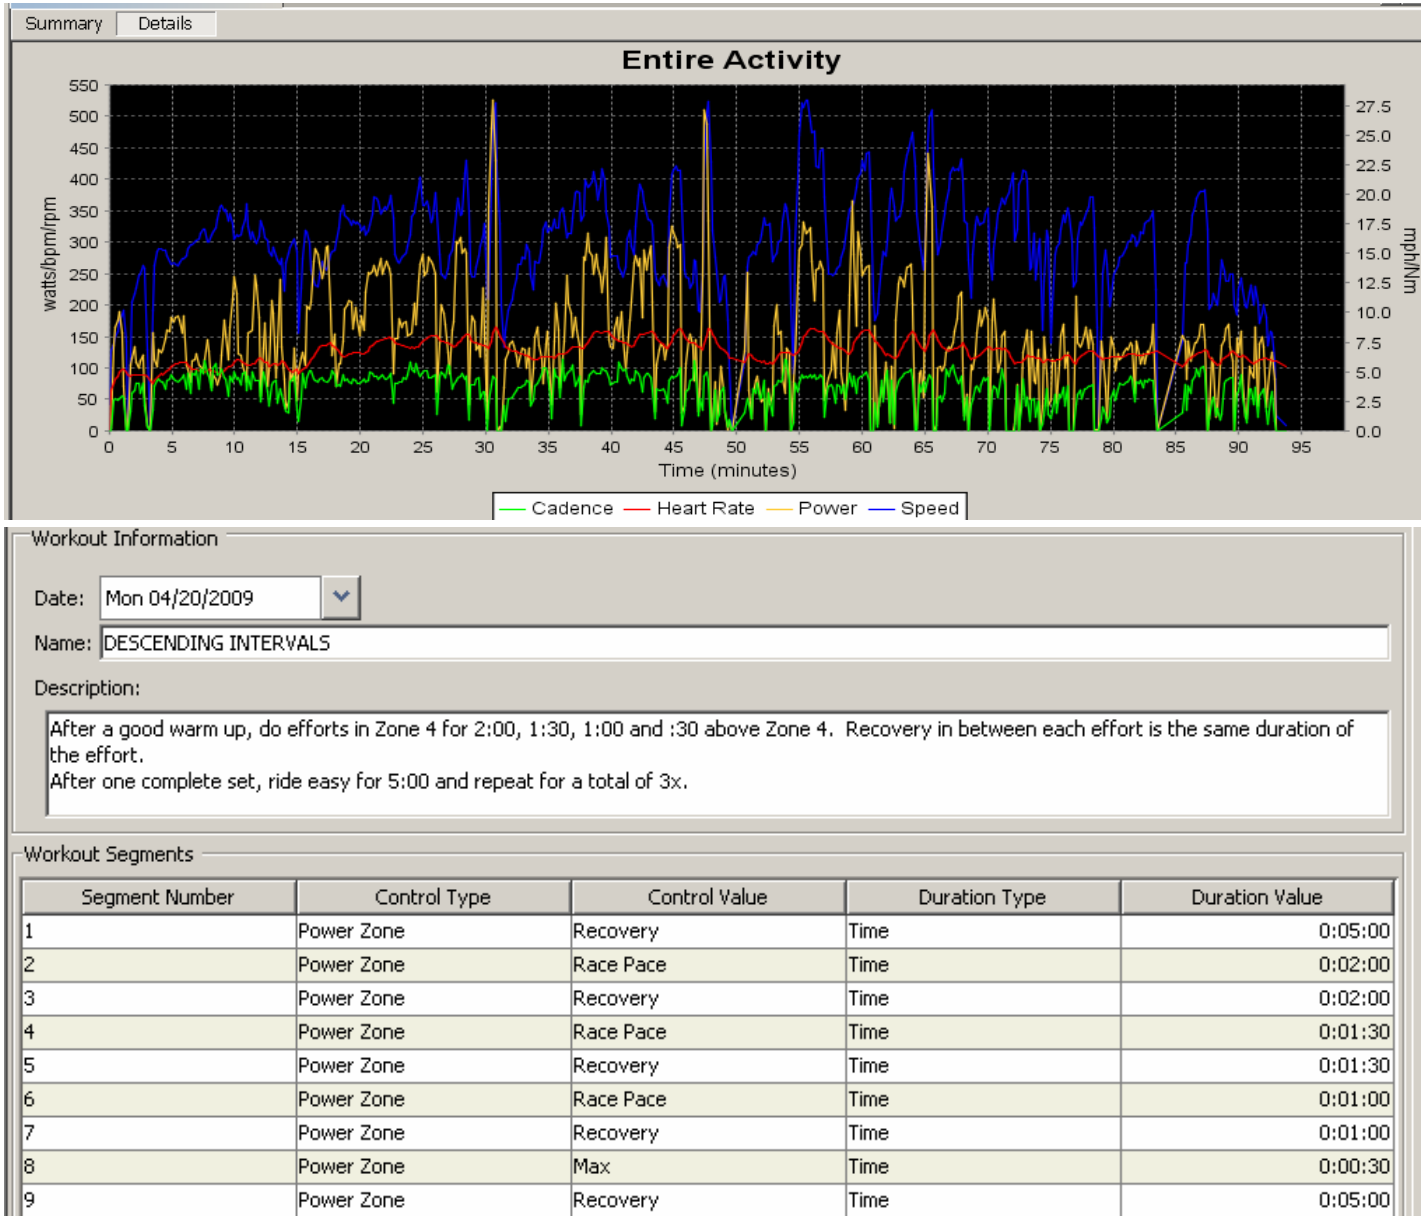 Summary Details
Entire Activity
550
500
450
400
350
300
250
200
150
100
50
0
watts/bpm/rpm
27.5
25.0
22.5
20.0
17.5
15.0
12.5
10.0
7.5
5.0
2.5
0.0
mph/Nm
0 5 10 15 20 25 30 35 40 45 50 55 60 65 70 75 80 85 90 95
Time (minutes)
Cadence Heart Rate Power Speed
Workout Information
Date: Mon 04/20/2009
Name: DESCENDING INTERVALS
Description:
After a good warm up, do efforts in Zone 4 for 2:00, 1:30, 1:00 and :30 above Zone 4. Recovery in between each effort is the same duration of
the effort.
After one complete set, ride easy for 5:00 and repeat for a total of 3x.
Workout Segments
Segment Number Control Type Control Value Duration Type Duration Value
1 Power Zone Recovery Time 0:05:00
2 Power Zone Race Pace Time 0:02:00
3 Power Zone Recovery Time 0:02:00
4 Power Zone Race Pace Time 0:01:30
5 Power Zone Recovery Time 0:01:30
6 Power Zone Race Pace Time 0:01:00
7 Power Zone Recovery Time 0:01:00
8 Power Zone Max Time 0:00:30
9 Power Zone Recovery Time 0:05:00